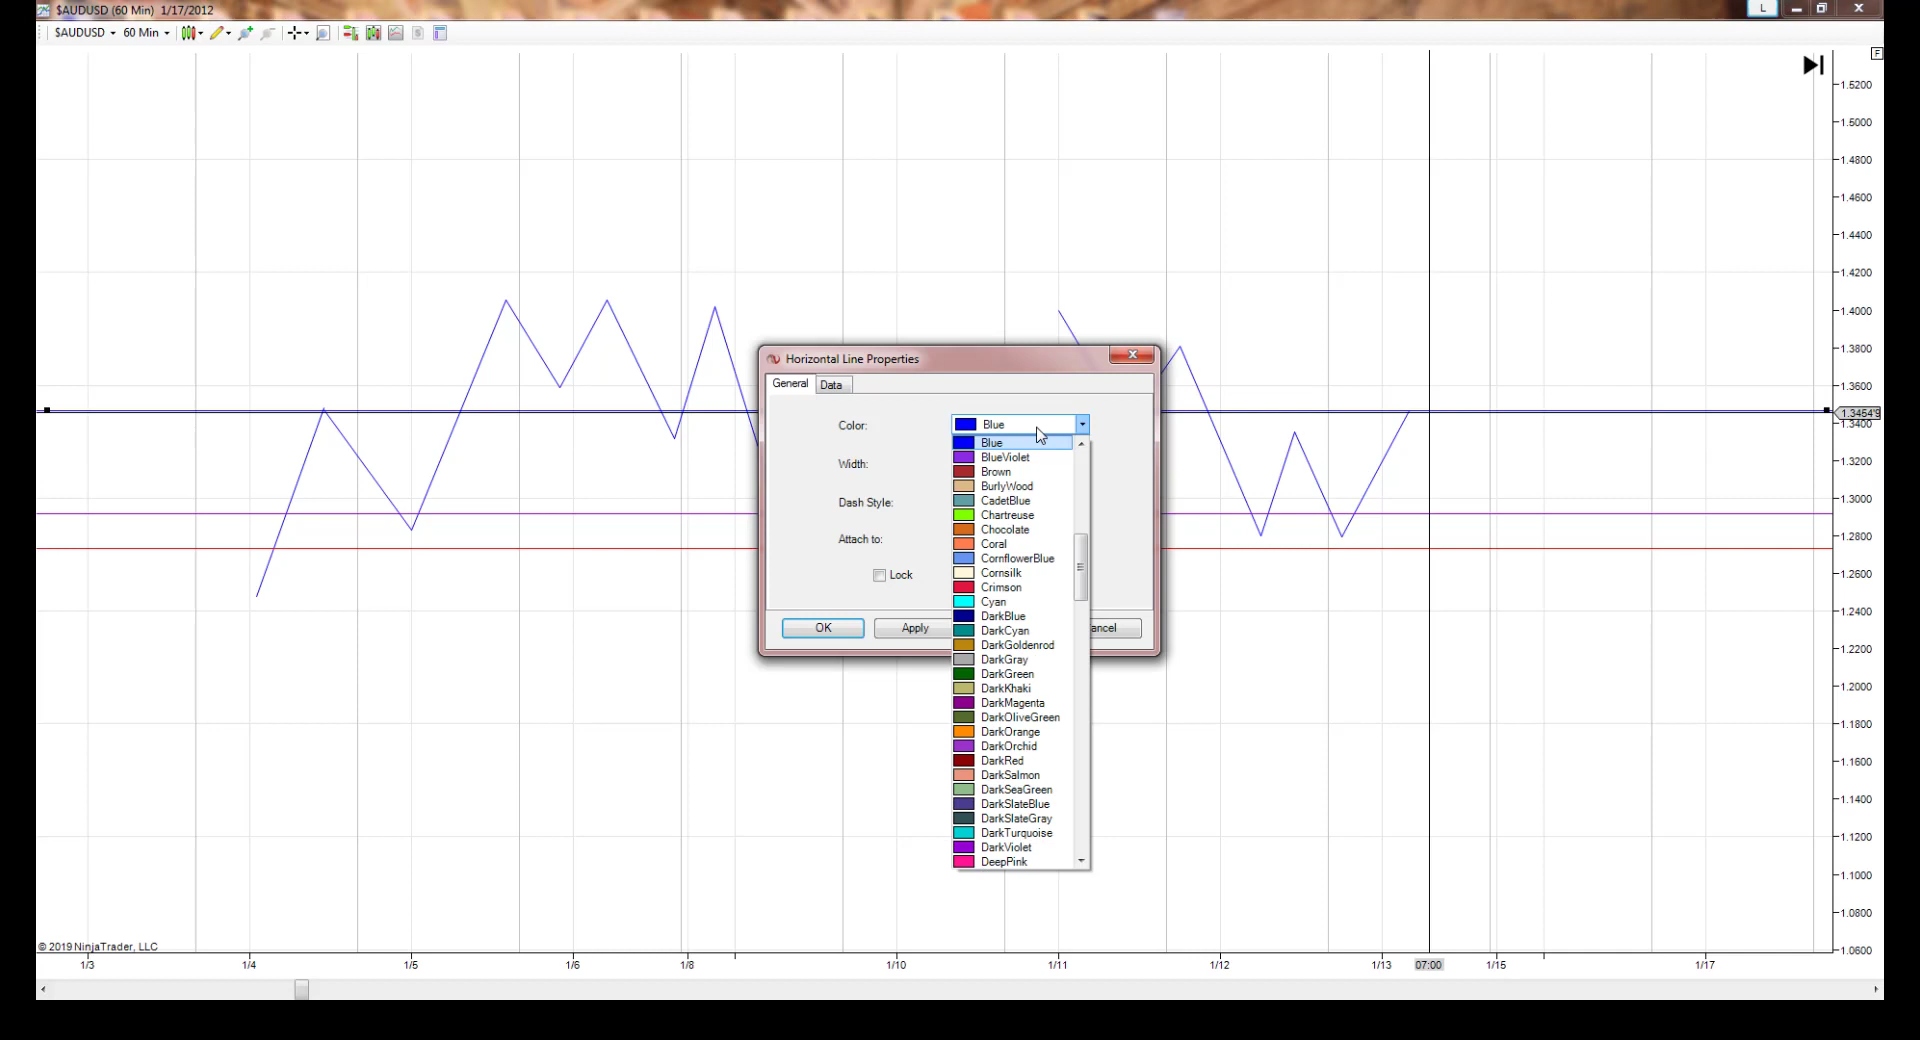 $AUDUSD (60 Min) 1/17/2012
L
$AUDUSD 60 Min
F
1.5200
1.5000
1.4800
1.4600
1.4400
1.4200
1.4000
1.3800
1.3600
1.3454'9
1.3400
1.3200
1.3000
1.2800
1.2600
1.2400
1.2200
1.2000
1.1800
1.1600
1.1400
1.1200
1.1000
1.0800
1.0600
Horizontal Line Properties
General Data
Color: Blue
Width:
Dash Style:
Attach to:
Lock
OK Apply ancel
Blue
BlueViolet
Brown
BurlyWood
CadetBlue
Chartreuse
Chocolate
Coral
CornflowerBlue
Cornsilk
Crimson
Cyan
DarkBlue
DarkCyan
DarkGoldenrod
DarkGray
DarkGreen
DarkKhaki
DarkMagenta
DarkOliveGreen
DarkOrange
DarkOrchid
DarkRed
DarkSalmon
DarkSeaGreen
DarkSlateBlue
DarkSlateGray
DarkTurquoise
DarkViolet
DeepPink
© 2019 NinjaTrader, LLC
1/3 1/4 1/5 1/6 1/8 1/10 1/11 1/12 1/13 07:00 1/15 1/17